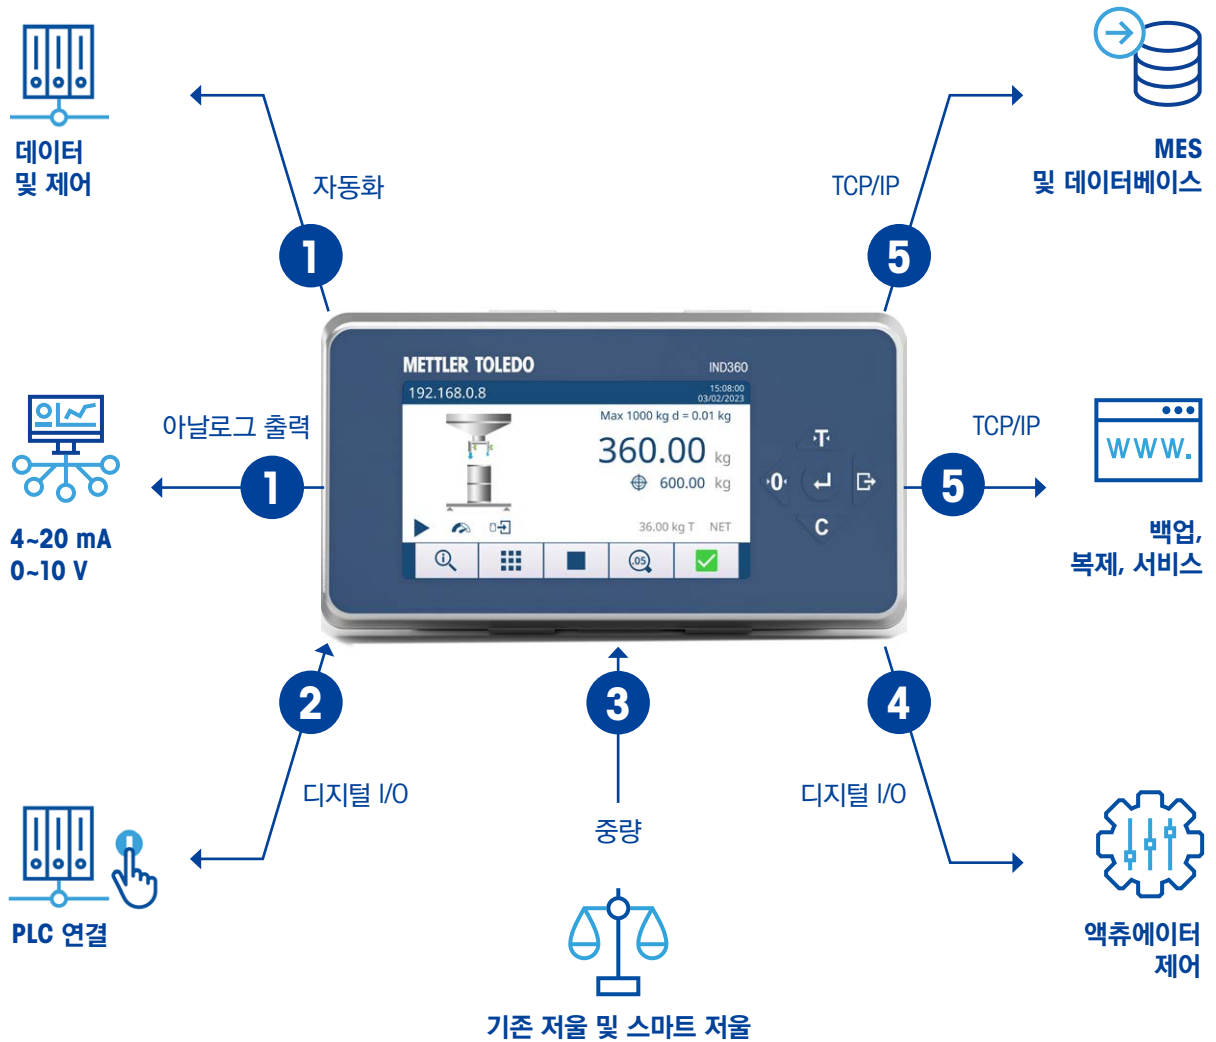 데이터
및 제어
자동화
1
TCP/IP
5
MES
및 데이터베이스
METTLER TOLEDO
IND360
192.168.0.8
15:08:00
03/02/2023
Max 1000 kg d = 0.01 kg
360.00 kg
600.00 kg
36.00 kg T NET
.05
T
0
C
아날로그 출력
1
4~20 mA
0~10 V
TCP/IP
5
www.
백업,
복제, 서비스
2
디지털 I/O
PLC 연결
3
중량
기존 저울 및 스마트 저울
4
디지털 I/O
액츄에이터
제어